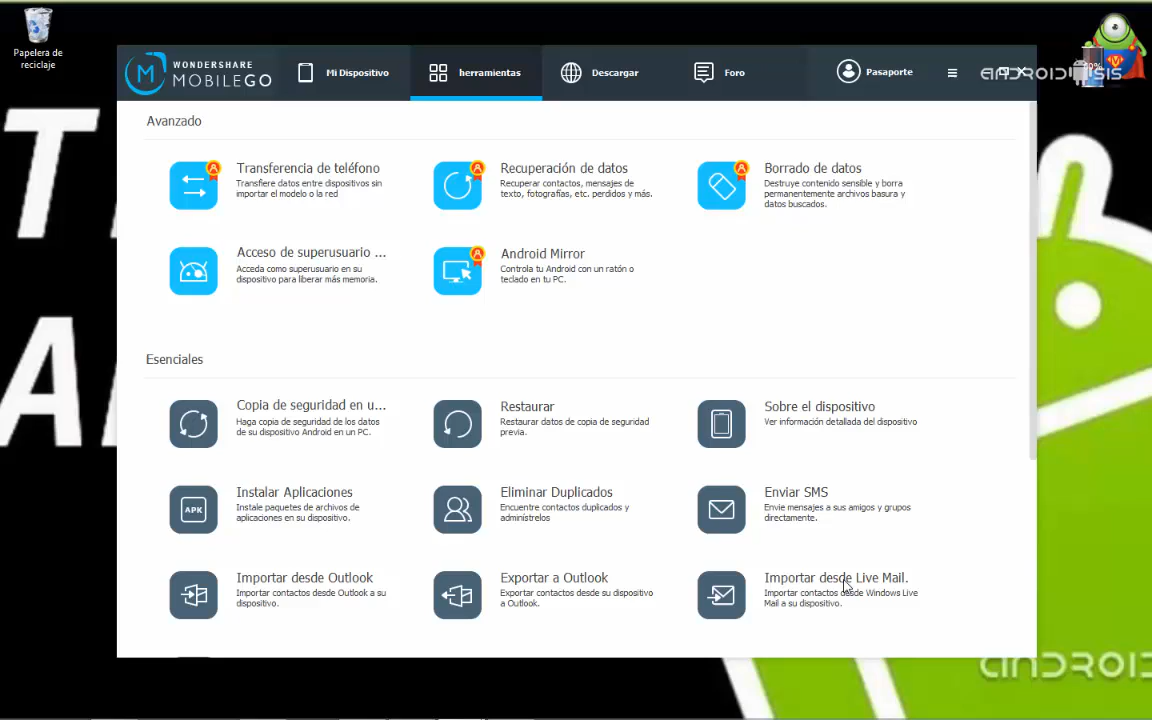 Papelera de
reciclaje
WONDERSHARE
MOBILEGO
Mi Dispositivo
herramientas
Descargar
Foro
Pasaporte
ANDROIDSIS
Avanzado
Transferencia de teléfono
Transfiere datos entre dispositivos sin
importar el modelo o la red
Recuperación de datos
Recuperar contactos, mensajes de
texto, fotografías, etc. perdidos y más.
Borrado de datos
Destruye contenido sensible y borra
permanentemente archivos basura y
datos buscados.
Acceso de superusuario ...
Acceda como superusuario en su
dispositivo para liberar más memoria.
Android Mirror
Controla tu Android con un ratón o
teclado en tu PC.
Esenciales
Copia de seguridad en u...
Haga copia de seguridad de los datos
de su dispositivo Android en un PC.
Restaurar
Restaurar datos de copia de seguridad
previa.
Sobre el dispositivo
Ver información detallada del dispositivo
APK
Instalar Aplicaciones
Instale paquetes de archivos de
aplicaciones en su dispositivo.
Eliminar Duplicados
Encuentre contactos duplicados y
adminístrelos
Enviar SMS
Envie mensajes a sus amigos y grupos
directamente.
Importar desde Outlook
Importar contactos desde Outlook a su
dispositivo.
Exportar a Outlook
Exportar contactos desde su dispositivo
a Outlook.
Importar desde Live Mail.
Importar contactos desde Windows Live
Mail a su dispositivo.
ANDROID